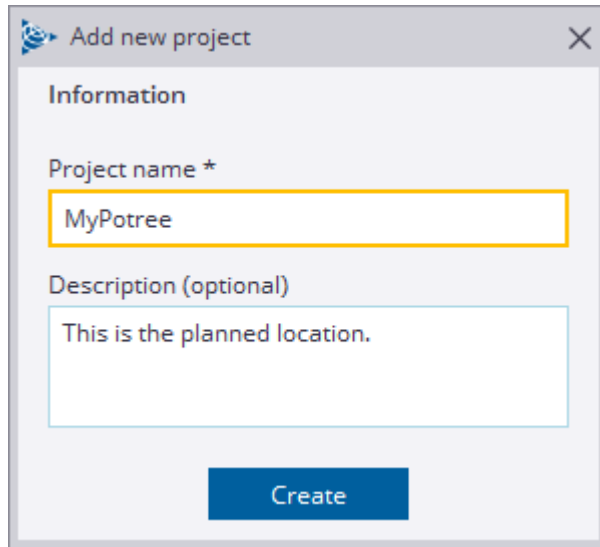 Add new project
Information
Project name *
MyPotree
Description (optional)
This is the planned location.
Create